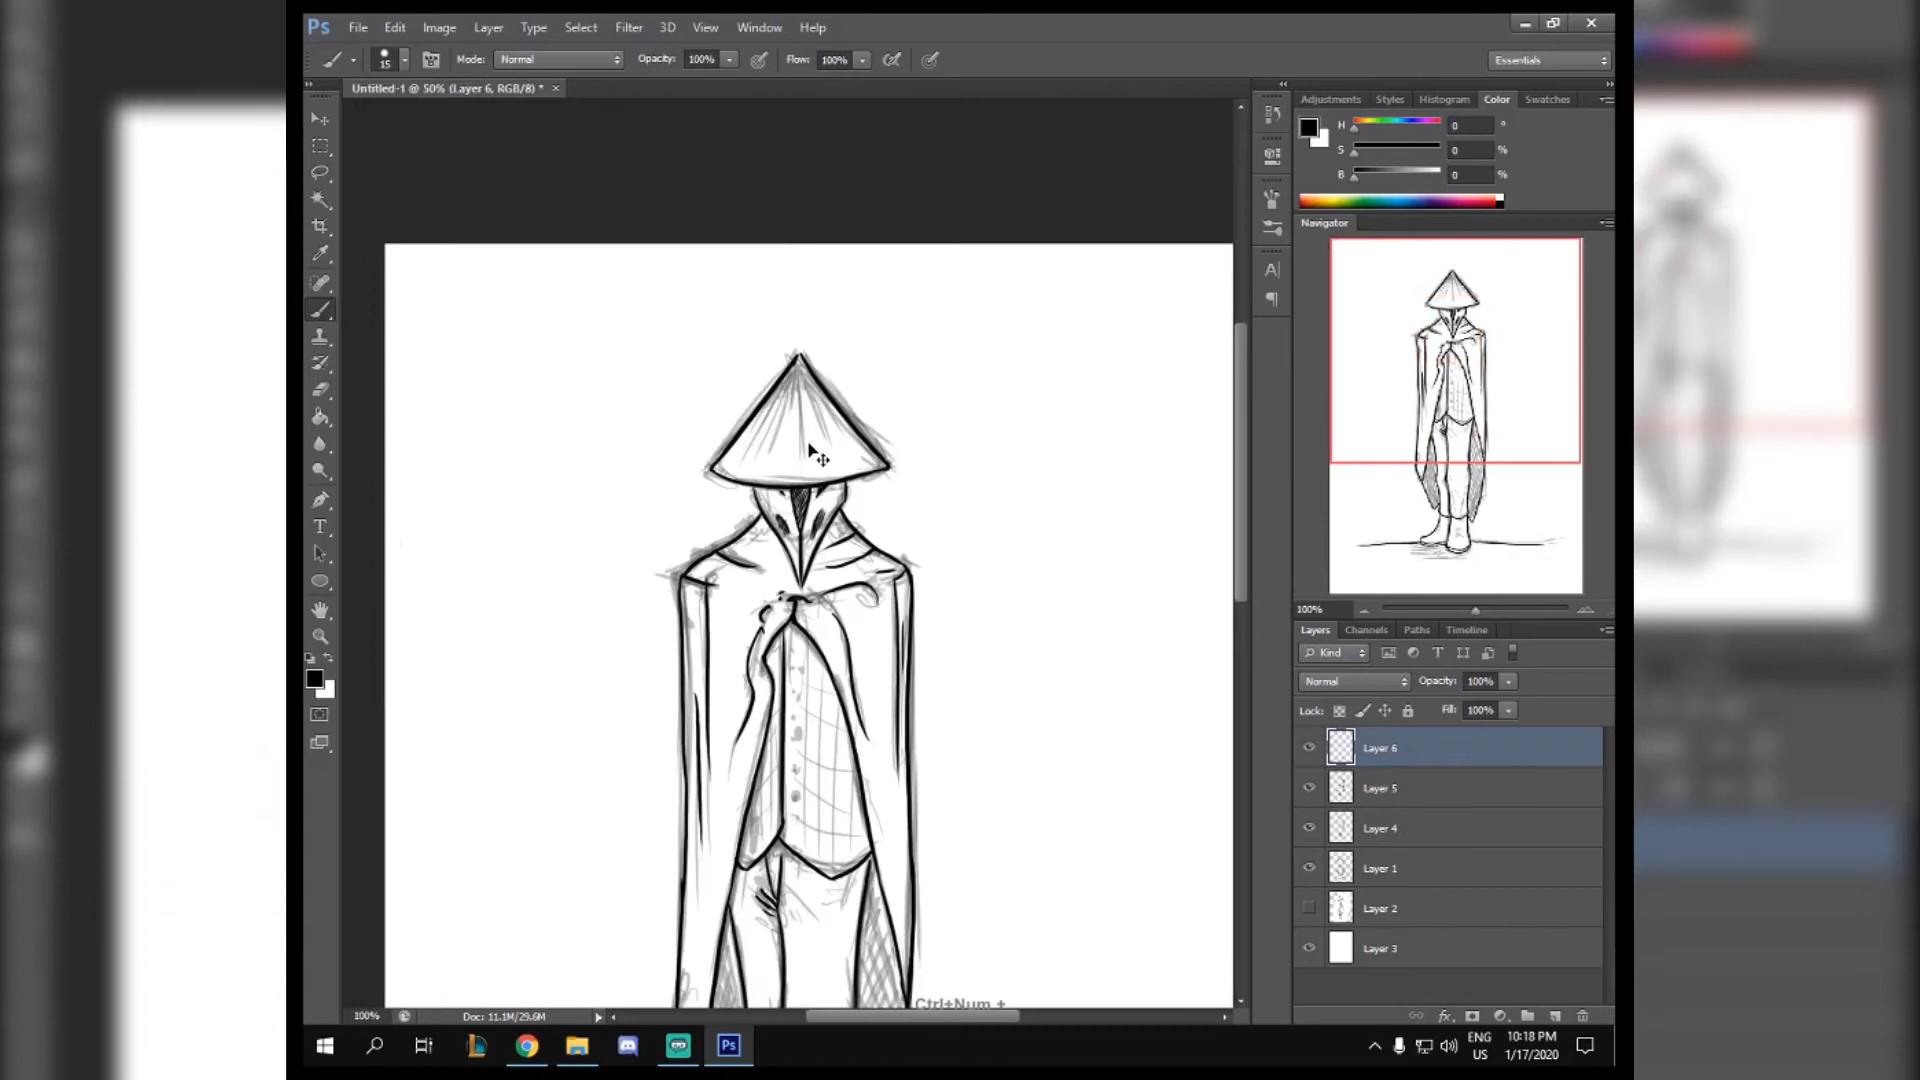 Ps File Edit Image Layer Type Select Filter 3D View Window Help
15 Mode: Normal Opacity: 100% Flow: 100% Essentials
Untitled-1 @ 50% (Layer 6, RGB/8) * ×
Adjustments Styles Histogram Color Swatches
H 0 °
S 0 %
B 0 %
Navigator
100%
Layers Channels Paths Timeline
Kind
Normal Opacity: 100%
Lock: Fill: 100%
Layer 6
Layer 5
Layer 4
Layer 1
Layer 2
Layer 3
Ctrl+Num +
100% Doc: 11.1M/29.6M
Ps
ENG
US
10:18 PM
1/17/2020